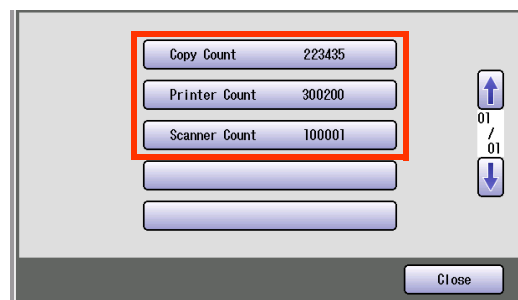 Copy Count 223435
Printer Count 300200
Scanner Count 100001
01
/
01
Close